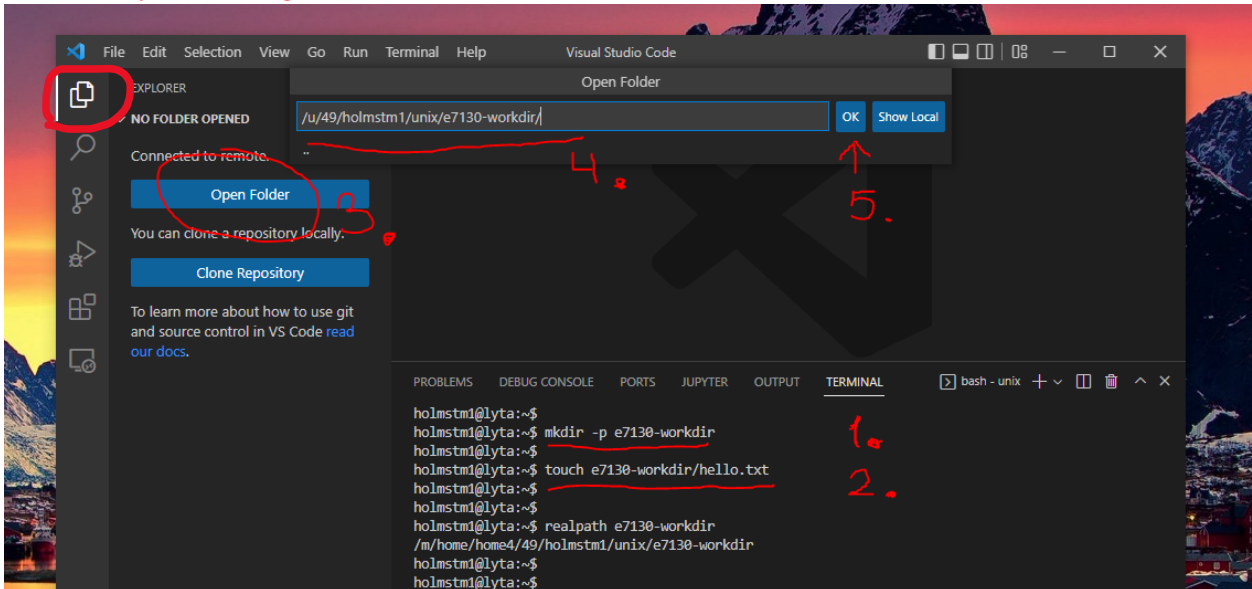 File Edit Selection View Go Run Terminal Help Visual Studio Code
Open Folder
EXPLORER
NO FOLDER OPENED
/u/49/holmstm1/unix/e7130-workdir/
OK
Show Local
Connected to remote.
..
4.
5.
Open Folder
3.
You can clone a repository locally.
Clone Repository
To learn more about how to use git
and source control in VS Code read
our docs.
PROBLEMS DEBUG CONSOLE PORTS JUPYTER OUTPUT TERMINAL bash - unix
holmstm1@lyta:~$
holmstm1@lyta:~$ mkdir -p e7130-workdir
1.
holmstm1@lyta:~$
holmstm1@lyta:~$ touch e7130-workdir/hello.txt
2.
holmstm1@lyta:~$
holmstm1@lyta:~$
holmstm1@lyta:~$ realpath e7130-workdir
/m/home/home4/49/holmstm1/unix/e7130-workdir
holmstm1@lyta:~$
holmstm1@lyta:~$